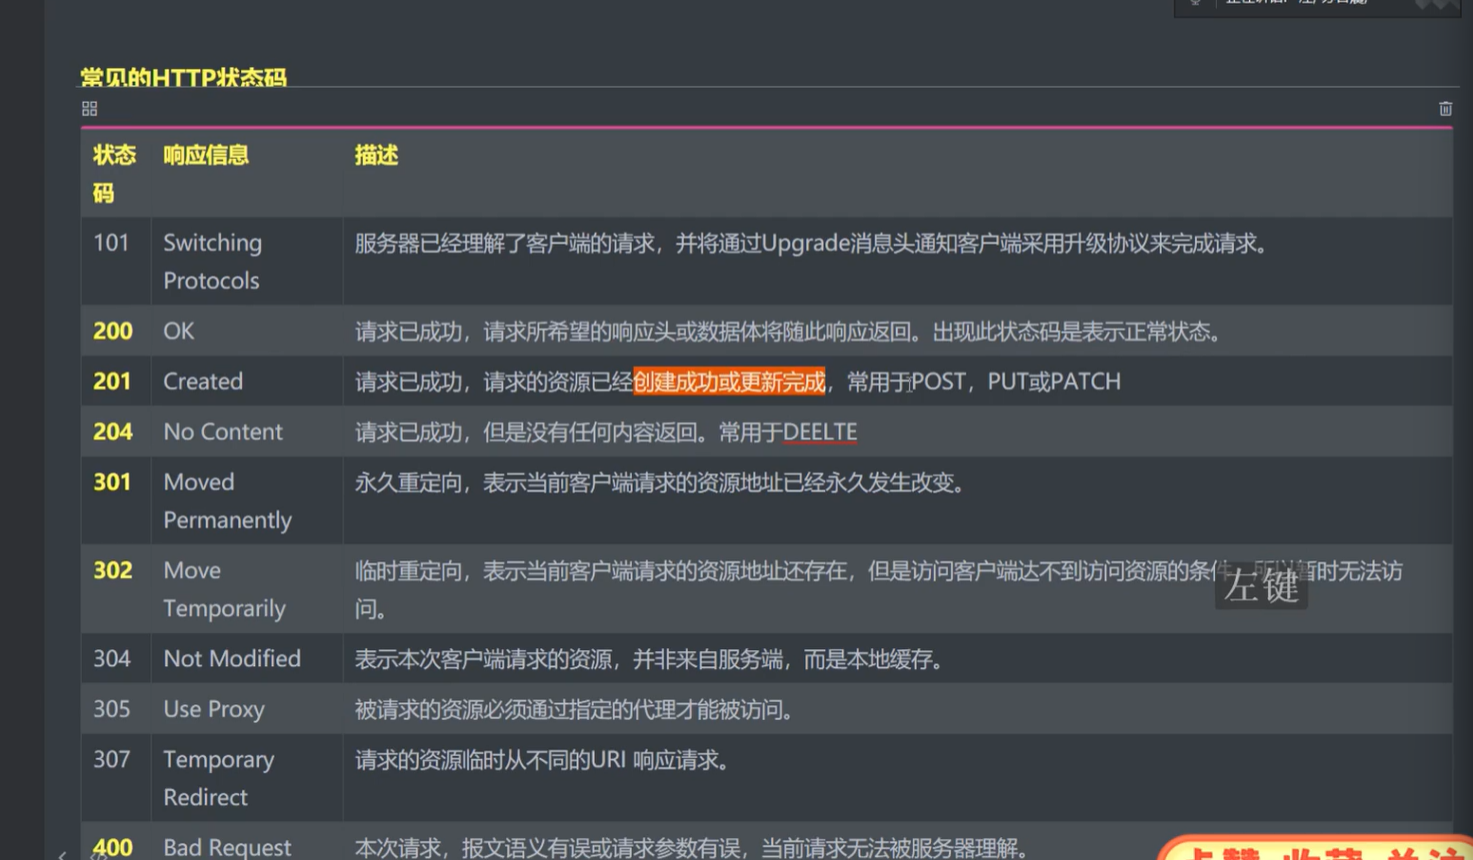 常见的HTTP状态码
状态码 响应信息 描述
101 Switching Protocols 服务器已经理解了客户端的请求，并将通过Upgrade消息头通知客户端采用升级协议来完成请求。
200 OK 请求已成功，请求所希望的响应头或数据体将随此响应返回。出现此状态码是表示正常状态。
201 Created 请求已成功，请求的资源已经创建成功或更新完成，常用于POST，PUT或PATCH
204 No Content 请求已成功，但是没有任何内容返回。常用于DEELTE
301 Moved Permanently 永久重定向，表示当前客户端请求的资源地址已经永久发生改变。
302 Move Temporarily 临时重定向，表示当前客户端请求的资源地址还存在，但是访问客户端达不到访问资源的条件，所以暂时无法访问。
左键
304 Not Modified 表示本次客户端请求的资源，并非来自服务端，而是本地缓存。
305 Use Proxy 被请求的资源必须通过指定的代理才能被访问。
307 Temporary Redirect 请求的资源临时从不同的URI 响应请求。
400 Bad Request 本次请求，报文语义有误或请求参数有误，当前请求无法被服务器理解。
点赞 收藏 关注